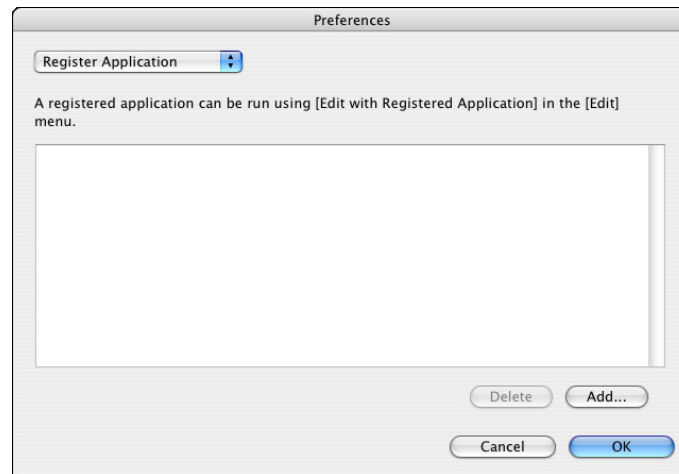 Preferences
Register Application
A registered application can be run using [Edit with Registered Application] in the [Edit]
menu.
Delete
Add...
Cancel
OK